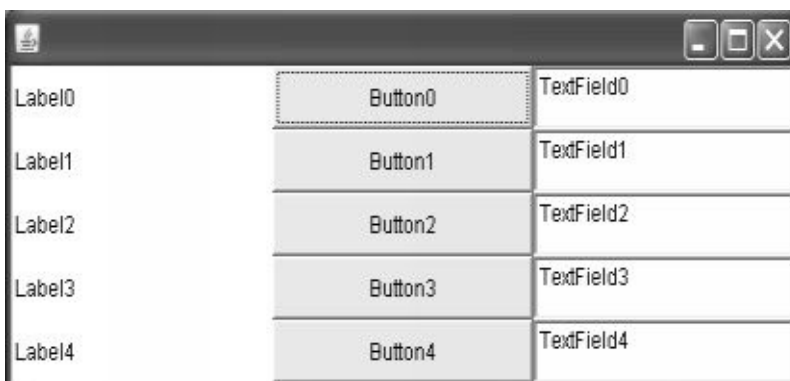 Label0 Button0 TextField0
Label1 Button1 TextField1
Label2 Button2 TextField2
Label3 Button3 TextField3
Label4 Button4 TextField4